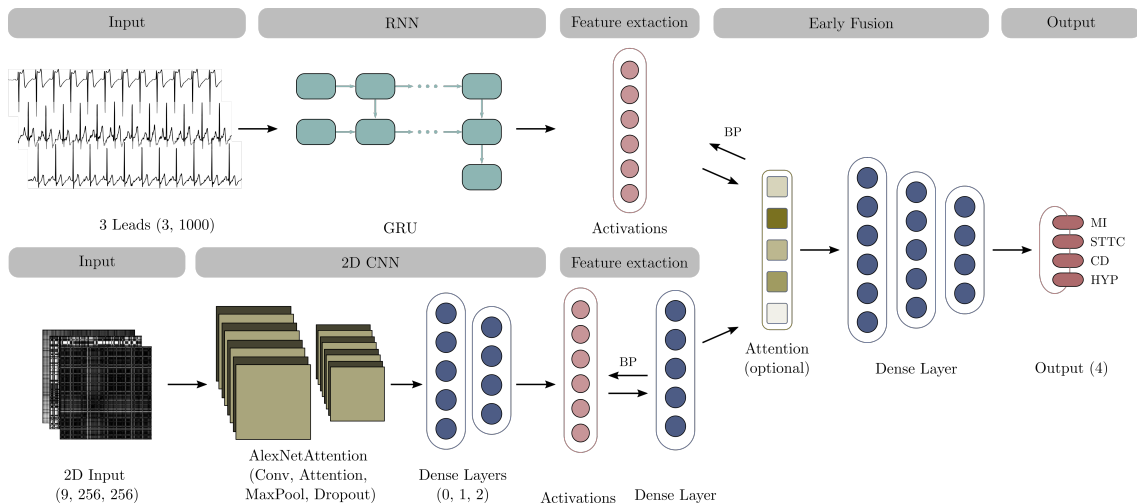 Input
RNN
Feature extaction
Early Fusion
Output
3 Leads (3, 1000)
GRU
Activations
BP
MI
STTC
CD
HYP
Input
2D CNN
Feature extaction
BP
Attention
(optional)
Dense Layer
Output (4)
2D Input
(9, 256, 256)
AlexNetAttention
(Conv, Attention,
MaxPool, Dropout)
Dense Layers
(0, 1, 2)
Activations
Dense Layer